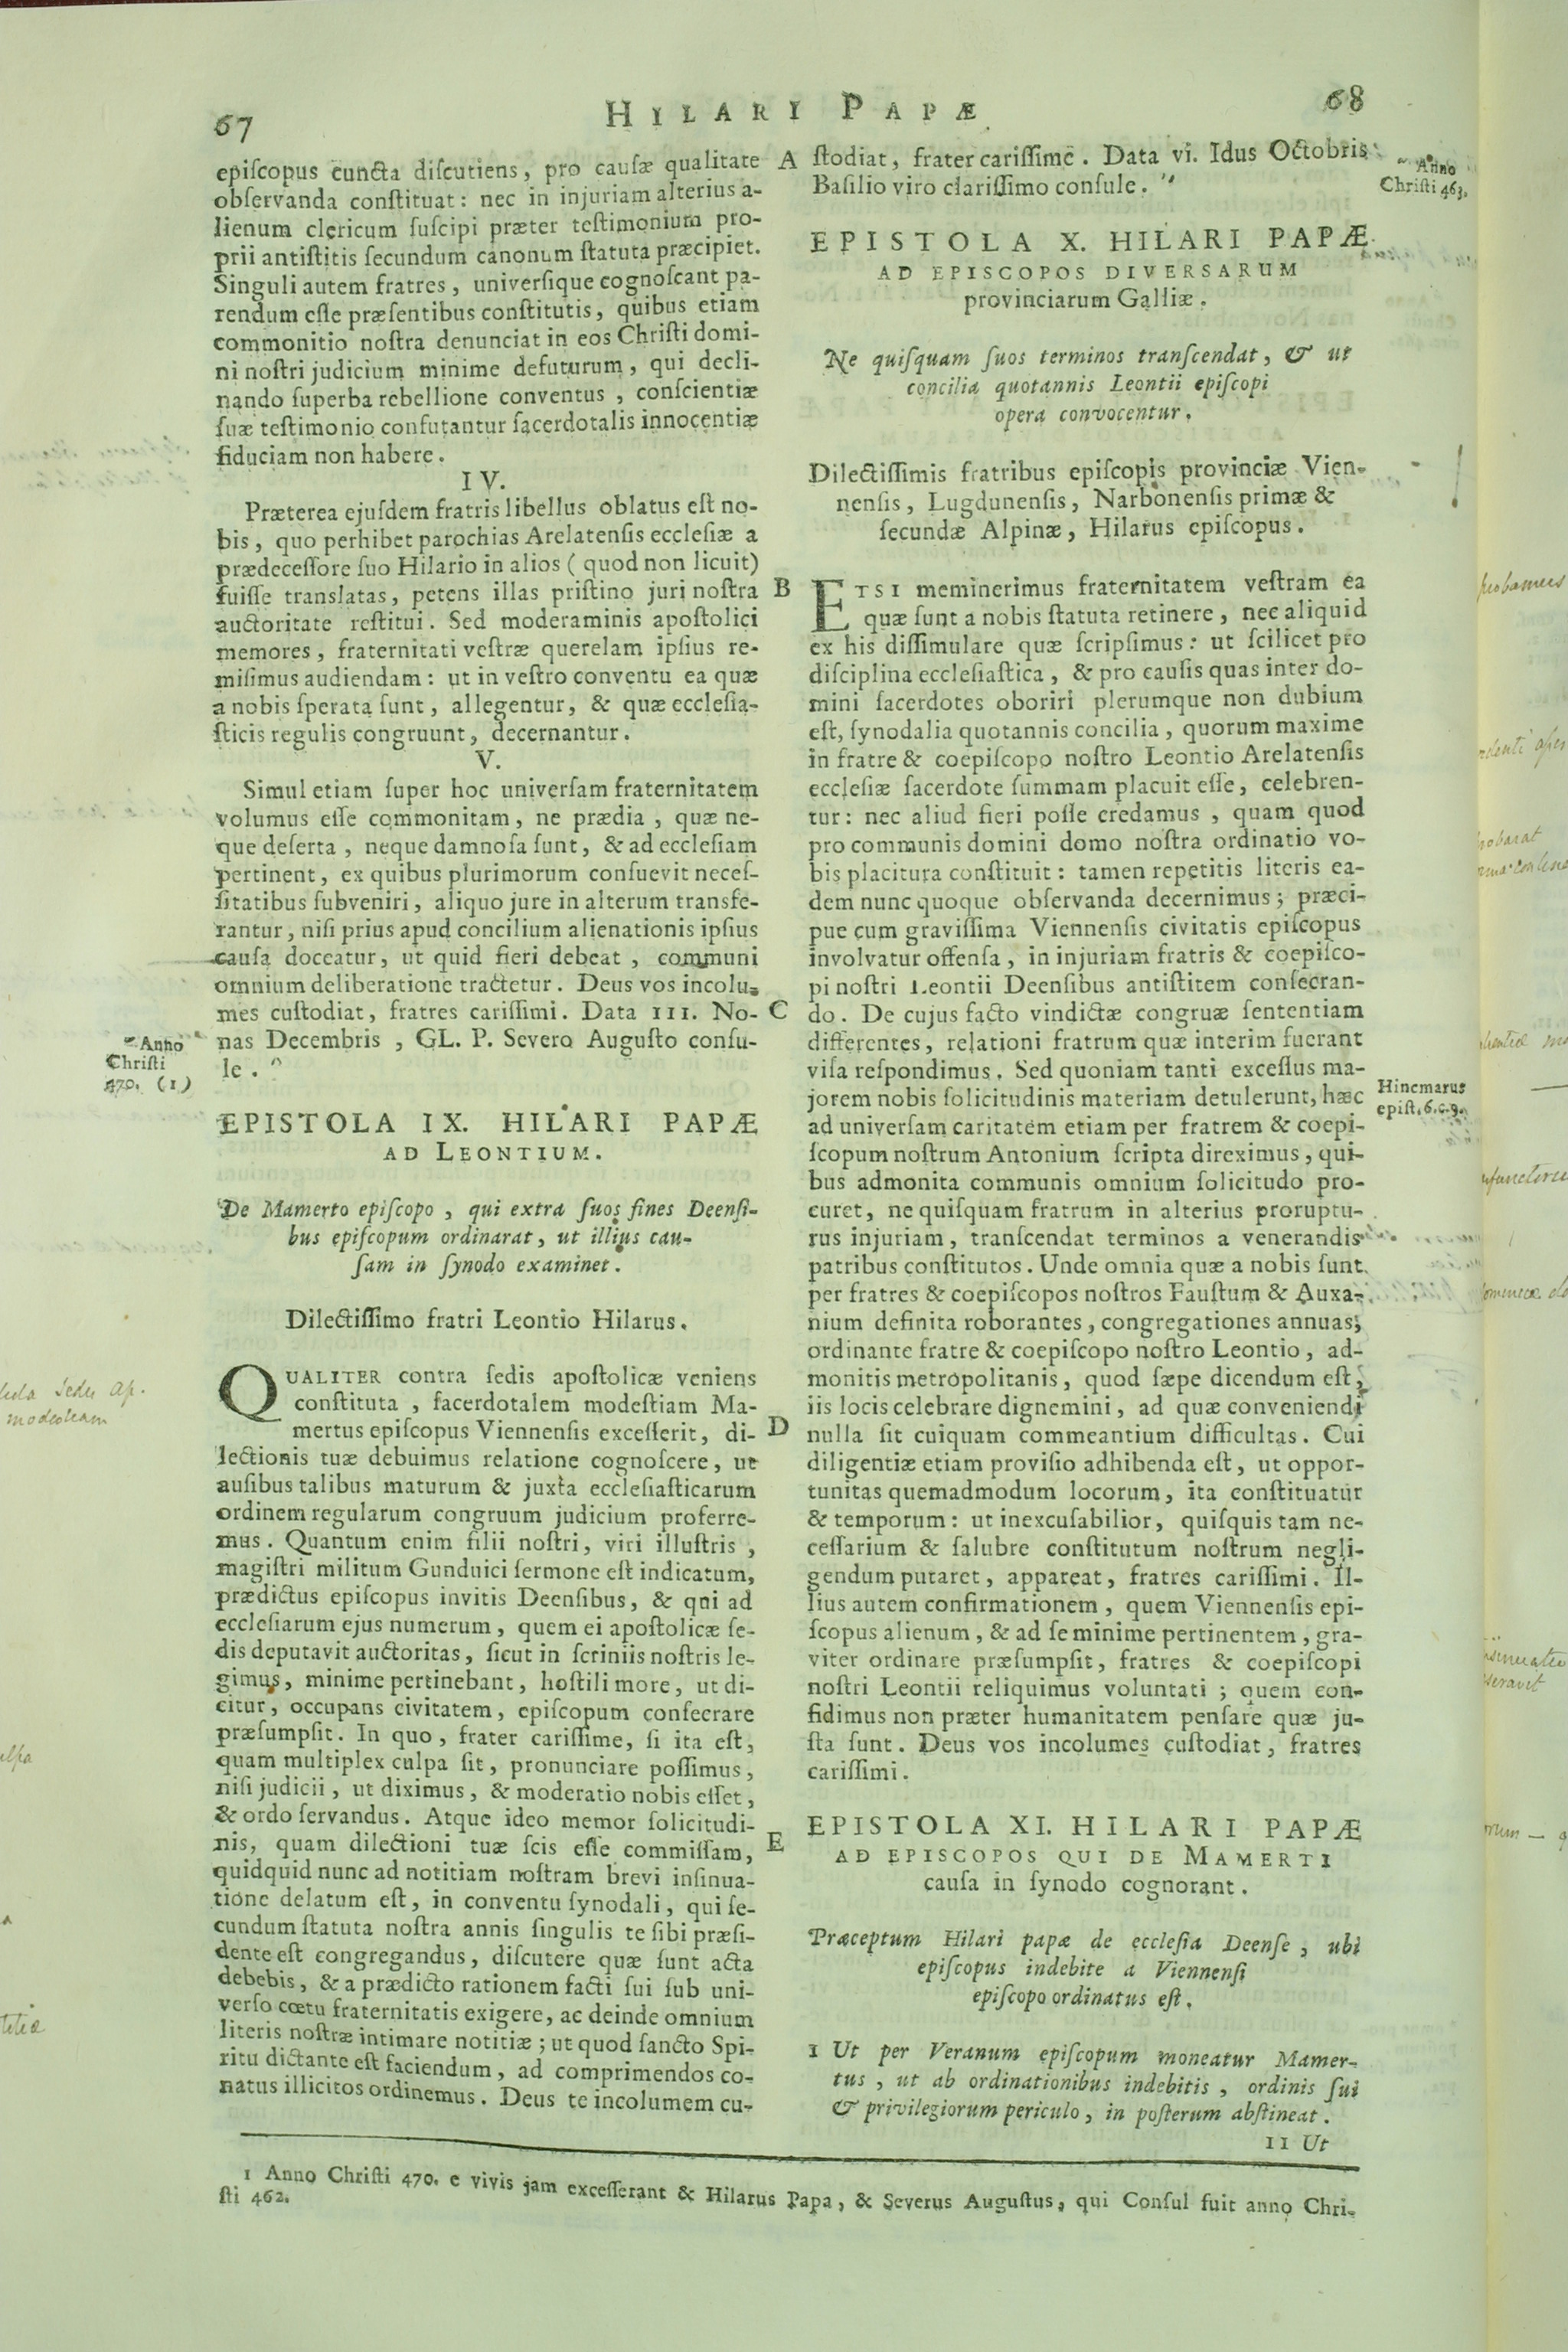 67
HILARI PAPÆ
68
episcopus cuncta discutiens, pro causæ qualitate
observanda constituat: nec in injuriam alterius a-
lienum clericum suscipi præter testimonium pro-
prii antistitis secundum canonum statuta præcipiet.
Singuli autem fratres, universique cognoscant pa-
rendum esse præsentibus constitutis, quibus etiam
commonitio nostra denunciat in eos Christi domi-
ni nostri judicium minime defuturum, qui decli-
nando superba rebellione conventus, conscientiæ
suæ testimonio confutantur sacerdotalis innocentiæ
fiduciam non habere.
IV.
Præterea ejusdem fratris libellus oblatus est no-
bis, quo perhibet parochias Arelatensis ecclesiæ a
prædecessore suo Hilario in alios (quod non licuit)
fuisse translatas, petens illas pristino juri nostra
auctoritate restitui. Sed moderaminis apostolici
memores, fraternitati vestræ querelam ipsius re-
misimus audiendam: ut in vestro conventu ea quæ
a nobis sperata sunt, allegentur, & quæ ecclesia-
sticis regulis congruunt, decernantur.
V.
Simul etiam super hoc universam fraternitatem
volumus esse commonitam, ne prædia, quæ ne-
que deserta, neque damnosa sunt, & ad ecclesiam
pertinent, ex quibus plurimorum consuevit neces-
sitatibus subveniri, aliquo jure in alterum transfe-
rantur, nisi prius apud concilium alienationis ipsius
causa doceatur, ut quid fieri debeat, communi
omnium deliberatione tractetur. Deus vos incolu-
mes custodiat, fratres carissimi. Data III. No-
nas Decembris, GL. P. Severo Augusto consu-
le.
Anno
Christi
470. (1)
EPISTOLA IX. HILARI PAPÆ
AD LEONTIUM.
De Mamerto episcopo, qui extra suos fines Deensi-
bus episcopum ordinarat, ut illius cau-
sam in synodo examinet.
Dilectissimo fratri Leontio Hilarus.
QUALITER contra sedis apostolicæ veniens
constituta, sacerdotalem modestiam Ma-
mertus episcopus Viennensis excesserit, di-
lectionis tuæ debuimus relatione cognoscere, ut
ausibus talibus maturum & juxta ecclesiasticarum
ordinem regularum congruum judicium proferre-
mus. Quantum enim filii nostri, viri illustris,
magistri militum Gunduici sermone est indicatum,
prædictus episcopus invitis Deensibus, & qni ad
ecclesiarum ejus numerum, quem ei apostolicæ se-
dis deputavit auctoritas, sicut in scriniis nostris le-
gimus, minime pertinebant, hostili more, ut di-
citur, occupans civitatem, episcopum consecrare
præsumpsit. In quo, frater carissime, si ita est,
quam multiplex culpa sit, pronunciare possimus,
nisi judicii, ut diximus, & moderatio nobis esset,
& ordo servandus. Atque ideo memor solicitudi-
nis, quam dilectioni tuæ scis esse commissam,
quidquid nunc ad notitiam nostram brevi insinua-
tione delatum est, in conventu synodali, qui se-
cundum statuta nostra annis singulis te sibi præsi-
dente est congregandus, discutere quæ sunt acta
debebis, & a prædicto rationem facti sui sub uni-
verso cœtu fraternitatis exigere, ac deinde omnium
literis nostræ intimare notitiæ; ut quod sancto Spi-
ritu dictante est faciendum, ad comprimendos co-
natus illicitos ordinemus. Deus te incolumem cu-
A
B
C
D
E
stodiat, frater carissime. Data vi. Idus Octobris
Basilio viro clarissimo consule.
Anno
Christi 463.
EPISTOLA X. HILARI PAPÆ
AD EPISCOPOS DIVERSARUM
provinciarum Galliæ.
Ne quisquam suos terminos transcendat, & ut
concilia quotannis Leontii episcopi
opera convocentur.
Dilectissimis fratribus episcopis provinciæ Vien-
nensis, Lugdunensis, Narbonensis primæ &
secundæ Alpinæ, Hilarus episcopus.
ETSI meminerimus fraternitatem vestram ea
quæ sunt a nobis statuta retinere, nec aliquid
ex his dissimulare quæ scripsimus: ut scilicet pro
disciplina ecclesiastica, & pro causis quas inter do-
mini sacerdotes oboriri plerumque non dubium
est, synodalia quotannis concilia, quorum maxime
in fratre & coepiscopo nostro Leontio Arelatensis
ecclesiæ sacerdote summam placuit esse, celebren-
tur: nec aliud fieri posse credamus, quam quod
pro communis domini domo nostra ordinatio vo-
bis placitura constituit: tamen repetitis literis ea-
dem nunc quoque observanda decernimus; præci-
pue cum gravissima Viennensis civitatis episcopus
involvatur offensa, in injuriam fratris & coepisco-
pi nostri Leontii Deensibus antistitem consecran-
do. De cujus facto vindictæ congruæ sententiam
differentes, relationi fratrum quæ interim fuerant
visa respondimus. Sed quoniam tanti excessus ma-
jorem nobis solicitudinis materiam detulerunt, hæc
ad universam caritatem etiam per fratrem & coepi-
scopum nostrum Antonium scripta direximus, qui-
bus admonita communis omnium solicitudo pro-
curet, ne quisquam fratrum in alterius proruptu-
rus injuriam, transcendat terminos a venerandis
patribus constitutos. Unde omnia quæ a nobis sunt
per fratres & coepiscopos nostros Faustum & Auxa-
nium definita roborantes, congregationes annuas,
ordinante fratre & coepiscopo nostro Leontio, ad-
monitis metropolitanis, quod sæpe dicendum est,
iis locis celebrare dignemini, ad quæ conveniendi
nulla sit cuiquam commeantium difficultas. Cui
diligentiæ etiam provisio adhibenda est, ut oppor-
tunitas quemadmodum locorum, ita constituatur
& temporum: ut inexcusabilior, quisquis tam ne-
cessarium & salubre constitutum nostrum negli-
gendum putaret, appareat, fratres carissimi. Il-
lius autem confirmationem, quem Viennensis epi-
scopus alienum, & ad se minime pertinentem, gra-
viter ordinare præsumpsit, fratres & coepiscopi
nostri Leontii reliquimus voluntati; quem con-
fidimus non præter humanitatem pensare quæ ju-
sta sunt. Deus vos incolumes custodiat, fratres
carissimi.
Hincmarus
epist. 6. c. 9.
EPISTOLA XI. HILARI PAPÆ
AD EPISCOPOS QUI DE MAMERTI
causa in synodo cognorant.
Præceptum Hilari papæ de ecclesia Deense, ubi
episcopus indebite a Viennensi
episcopo ordinatus est.
1 Ut per Veranum episcopum moneatur Mamer-
tus, ut ab ordinationibus indebitis, ordinis sui
& privilegiorum periculo, in posterum abstineat.
II Ut
1 Anno Christi 470. e vivis jam excesserant & Hilarus Papa, & Severus Augustus, qui Consul fuit anno Chri-
sti 462.